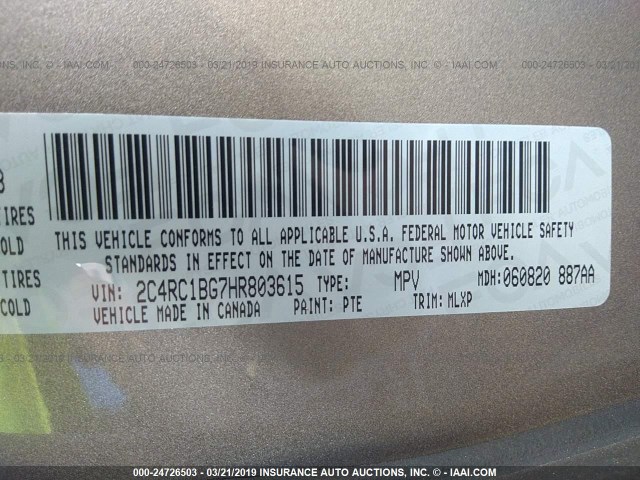 000-24726503 - 03/21/2019 INSURANCE AUTO AUCTIONS, INC. - © - IAAI.COM
TIRES
COLD
TIRES
COLD
THIS VEHICLE CONFORMS TO ALL APPLICABLE U.S.A. FEDERAL MOTOR VEHICLE SAFETY
STANDARDS IN EFFECT ON THE DATE OF MANUFACTURE SHOWN ABOVE.
VIN: 2C4RC1BG7HR803615 TYPE: MPV MDH: 060820 887AA
VEHICLE MADE IN CANADA PAINT: PTE TRIM: MLXP
000-24726503 - 03/21/2019 INSURANCE AUTO AUCTIONS, INC. - © - IAAI.COM